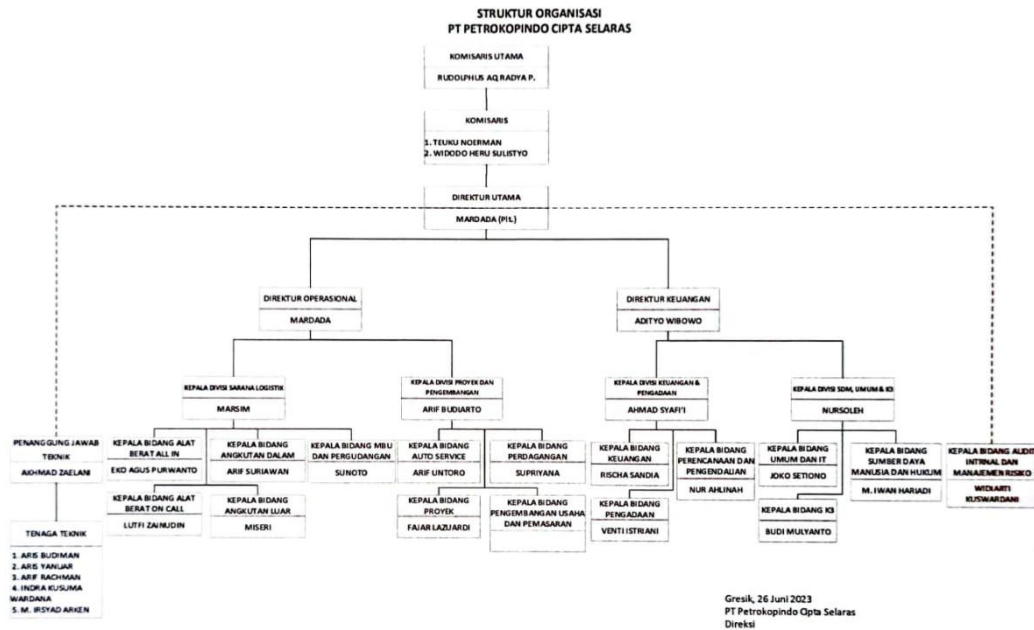 STRUKTUR ORGANISASI
PT PETROKOPINDO CIPTA SELARAS
KOMISARIS UTAMA
RUDOLPHUS AQ RADYA P.
KOMISARIS
1. TEUKU NOERMAN
2. WIDODO HERU SULISTYO
DIREKTUR UTAMA
MARDADA (Plt.)
DIREKTUR OPERASIONAL
MARDADA
DIREKTUR KEUANGAN
ADITYO WIBOWO
KEPALA DIVISI SARANA LOGISTIK
MARSIM
KEPALA DIVISI PROYEK DAN
PENGEMBANGAN
ARIF BUDIARTO
KEPALA DIVISI KEUANGAN &
PENGADAAN
AHMAD SYAFI'I
KEPALA DIVISI SDM, UMUM & K3
NURSOLEH
PENANGGUNG JAWAB
TEKNIK
AKHMAD ZAELANI
KEPALA BIDANG ALAT
BERAT ALL IN
EKO AGUS PURWANTO
KEPALA BIDANG
ANGKUTAN DALAM
ARIF SURIAWAN
KEPALA BIDANG MBU
DAN PERGUDANGAN
SUNOTO
KEPALA BIDANG
AUTO SERVICE
ARIF UNTORO
KEPALA BIDANG
PERDAGANGAN
SUPRIYANA
KEPALA BIDANG
KEUANGAN
RISCHA SANDIA
KEPALA BIDANG
PERENCANAAN DAN
PENGENDALIAN
NUR AHLINAH
KEPALA BIDANG
UMUM DAN IT
JOKO SETIONO
KEPALA BIDANG
SUMBER DAYA
MANUSIA DAN HUKUM
M. IWAN HARIADI
KEPALA BIDANG AUDIT
INTRNAL DAN
MANAJEMEN RISIKO
WIDIARTI
KUSWARDANI
KEPALA BIDANG ALAT
BERAT ON CALL
LUTFI ZAINUDIN
KEPALA BIDANG
ANGKUTAN LUAR
MISERI
KEPALA BIDANG
PROYEK
FAJAR LAZUARDI
KEPALA BIDANG
PENGEMBANGAN USAHA
DAN PEMASARAN
KEPALA BIDANG
PENGADAAN
VENTI ISTRIANI
KEPALA BIDANG K3
BUDI MULYANTO
TENAGA TEKNIK
1. ARIS BUDIMAN
2. ARIS YANUAR
3. ARIF RACHMAN
4. INDRA KUSUMA
WARDANA
5. M. IRSYAD ARKEN
Gresik, 26 Juni 2023
PT Petrokopindo Cipta Selaras
Direksi